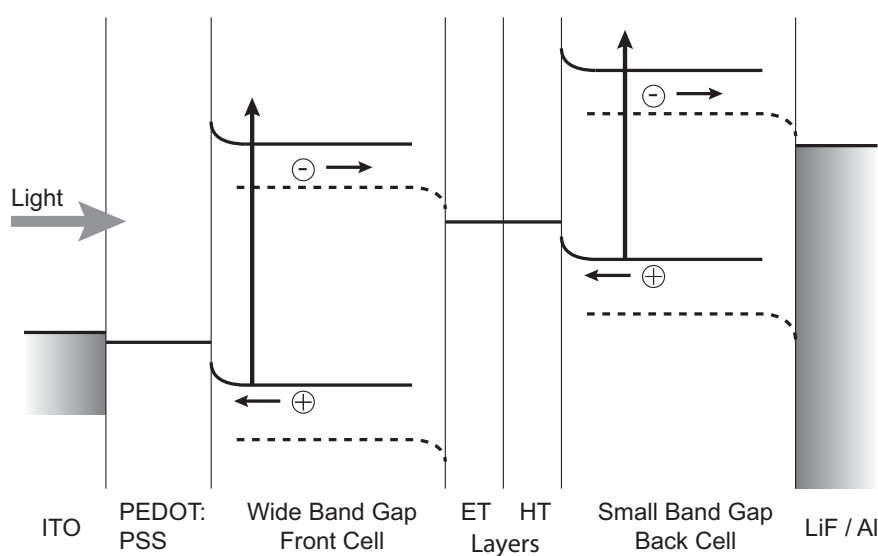 Light
-
+
-
+
ITO
PEDOT:
PSS
Wide Band Gap
Front Cell
ET HT
Layers
Small Band Gap
Back Cell
LiF / Al